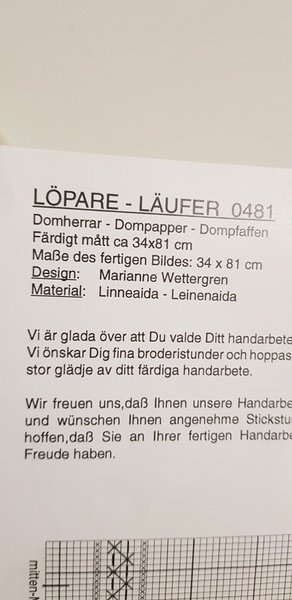 LÖPARE - LÄUFER 0481
Domherrar - Dompapper - Dompfaffen
Färdigt mått ca 34x81 cm
Maße des fertigen Bildes: 34 x 81 cm
Design: Marianne Wettergren
Material: Linneaida - Leinenaida
Vi är glada över att Du valde Ditt handarbete
Vi önskar Dig fina broderistunder och hoppas
stor glädje av ditt färdiga handarbete.
Wir freuen uns,daß Ihnen unsere Handarbe
und wünschen Ihnen angenehme Stickstu
hoffen,daß Sie an Ihrer fertigen Handarbe
Freude haben.
mitten-M